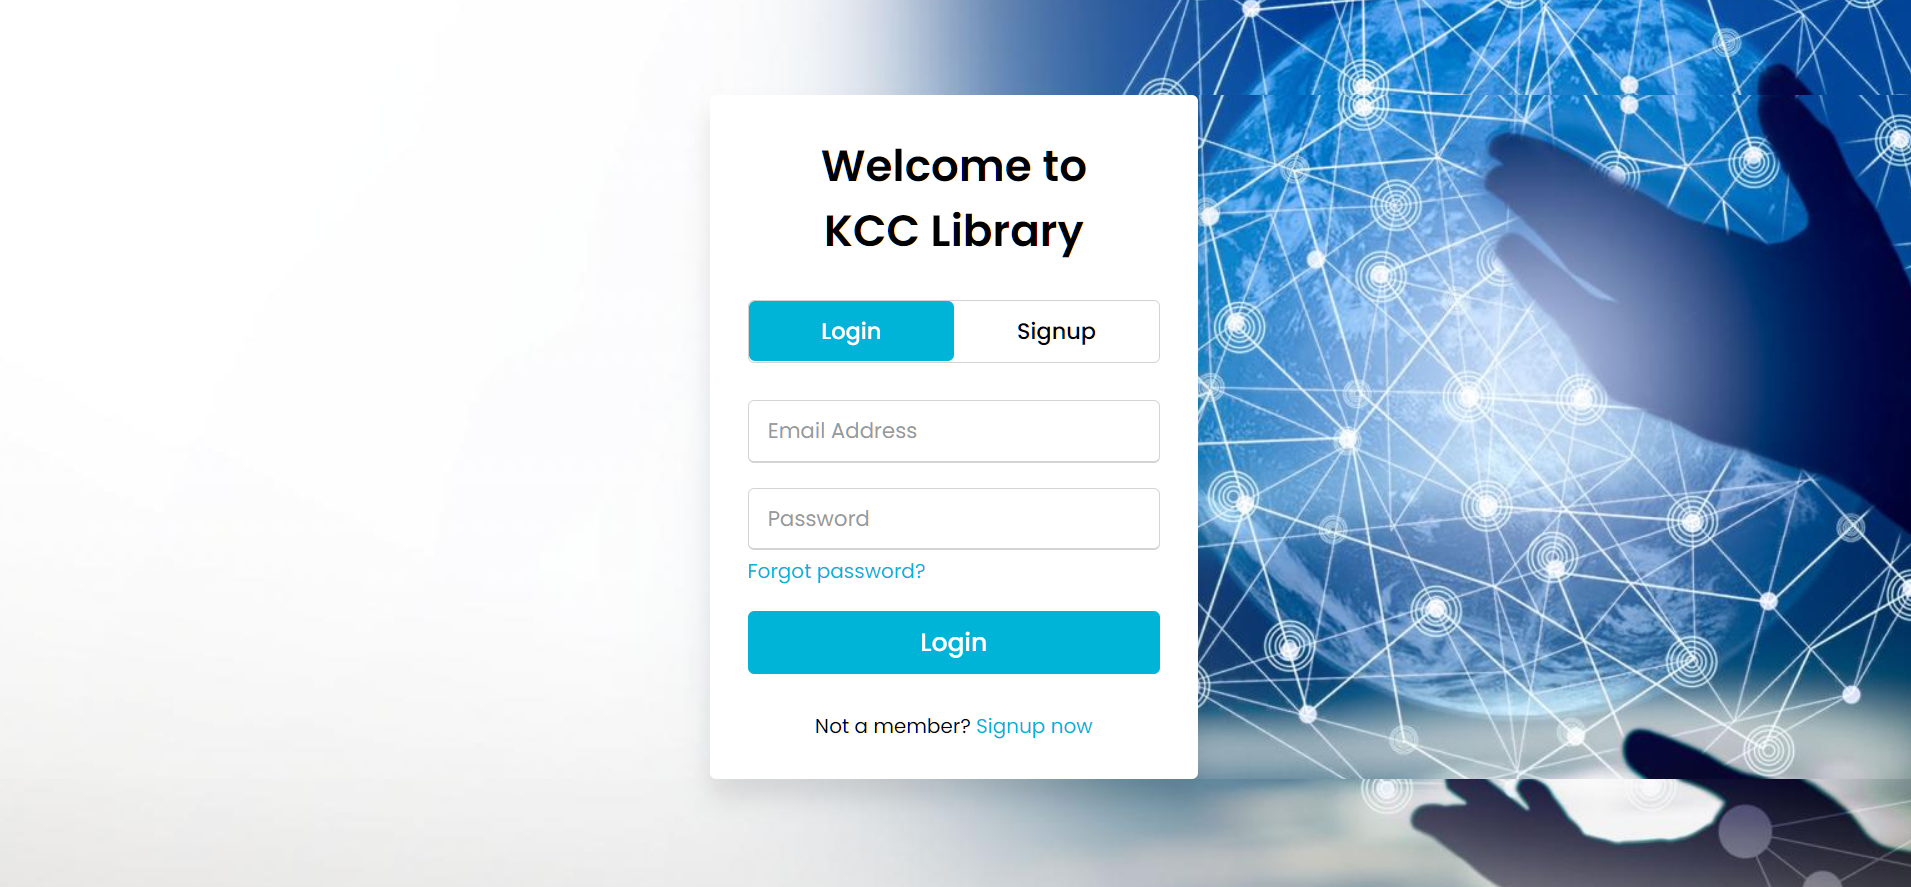 Welcome to
KCC Library
Login
Signup
Email Address
Password
Forgot password?
Login
Not a member? Signup now